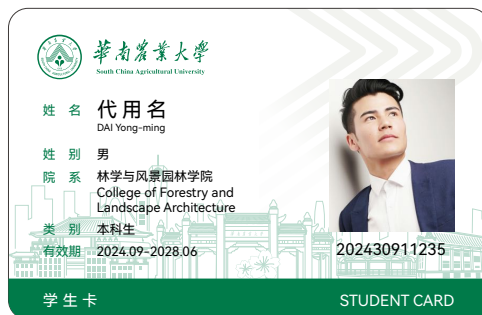 華南農業大學
South China Agricultural University
姓 名 代用名
DAI Yong-ming
姓 别 男
院 系 林学与风景园林学院
College of Forestry and
Landscape Architecture
类 别 本科生
有效期 2024.09-2028.06
202430911235
学生卡 STUDENT CARD